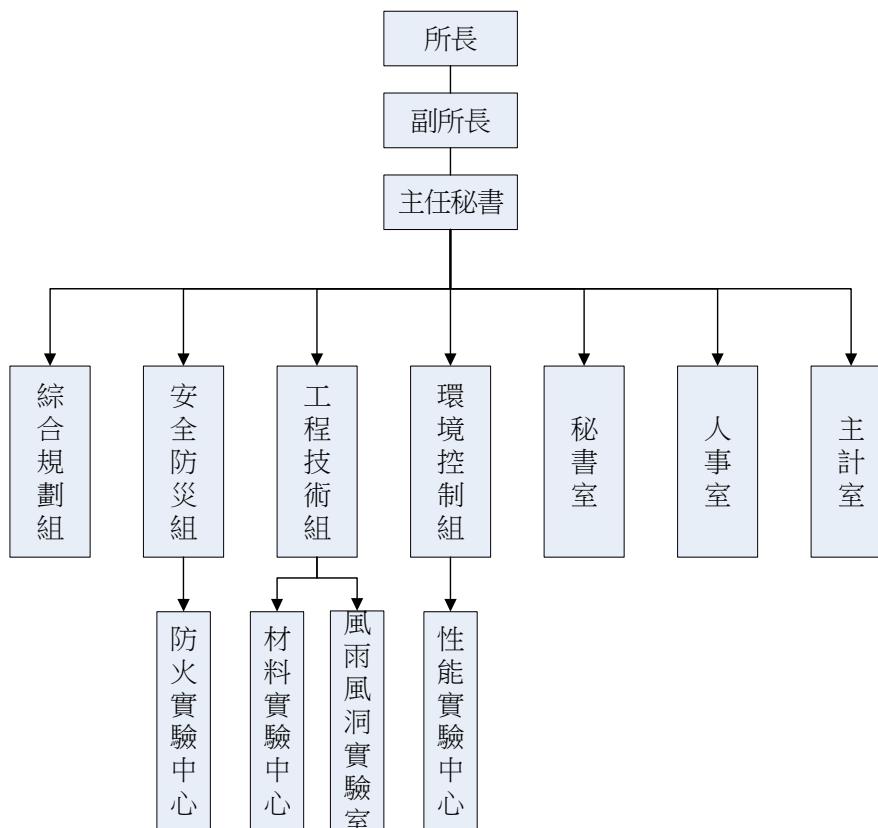 所長
副所長
主任秘書
綜合規劃組
安全防災組
工程技術組
環境控制組
秘書室
人事室
主計室
防火實驗中心
材料實驗中心
風雨風洞實驗室
性能實驗中心